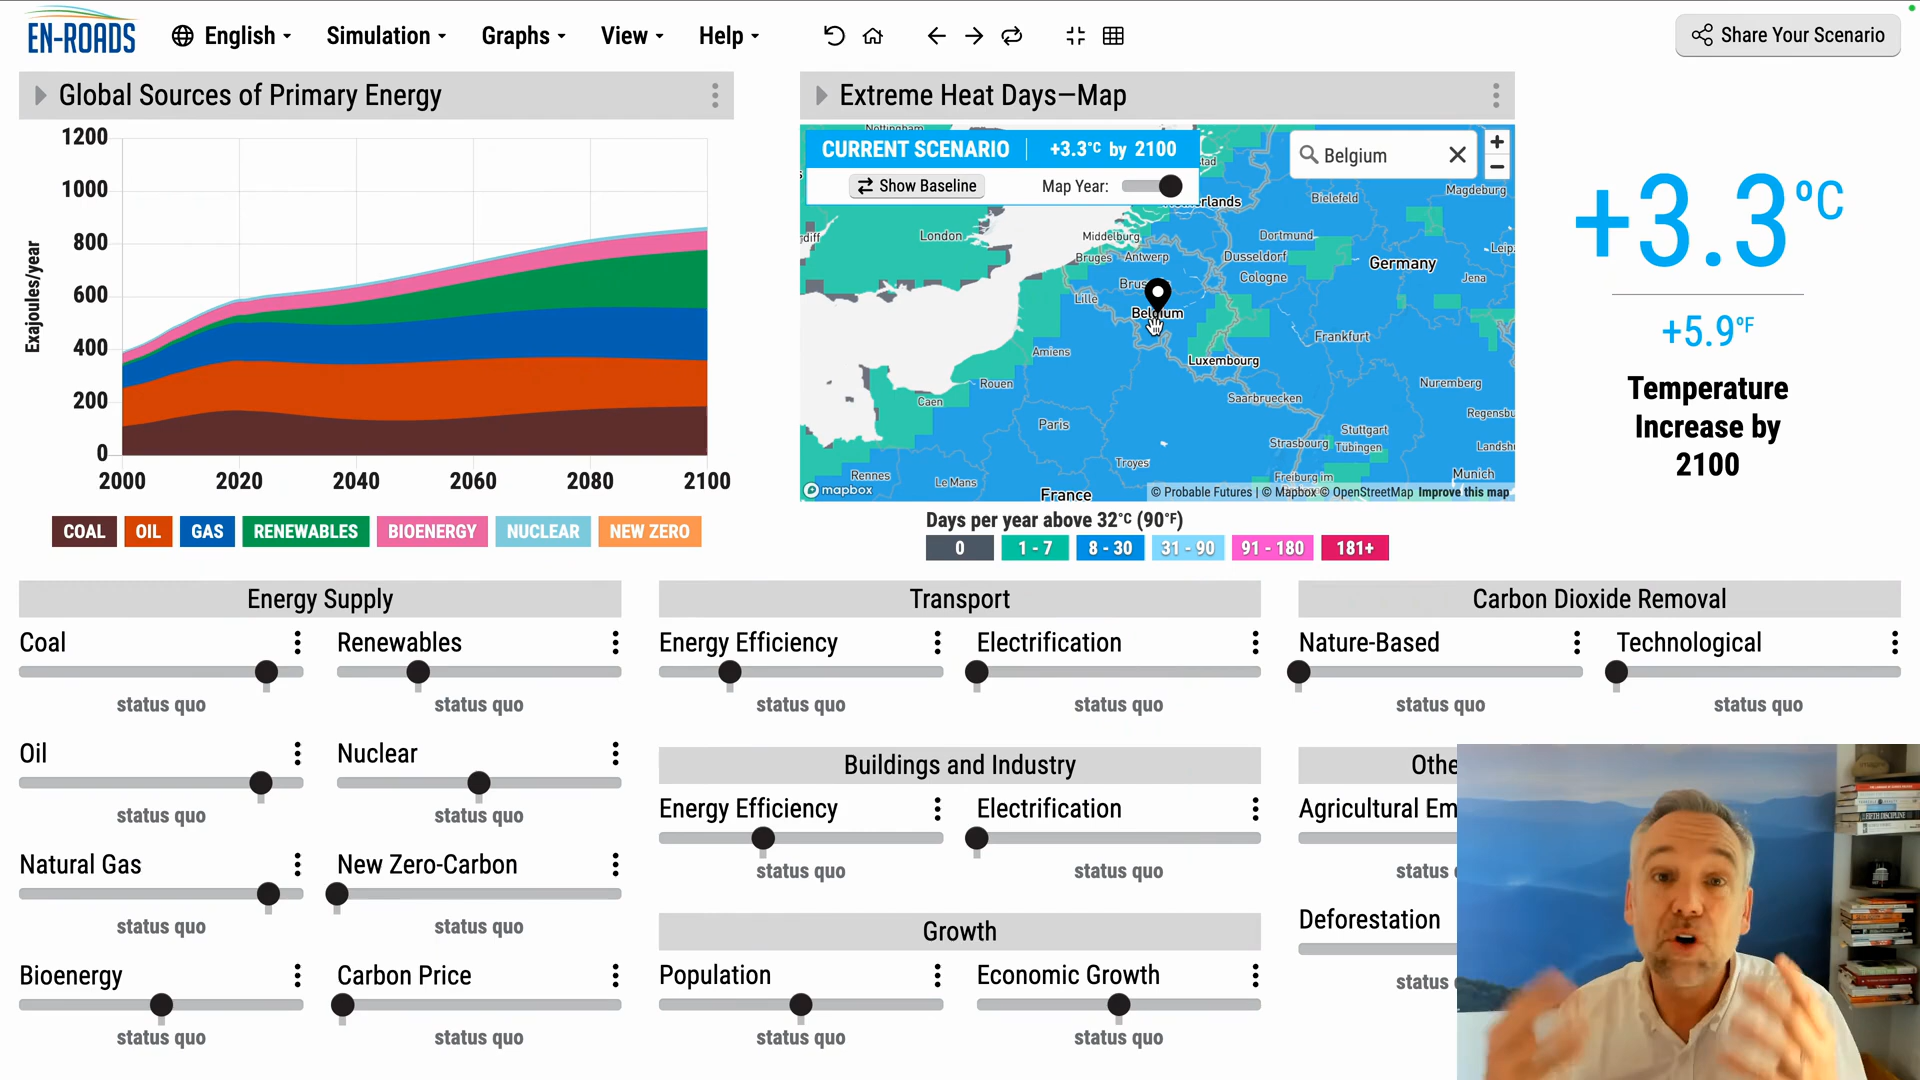 EN-ROADS
English
Simulation
Graphs
View
Help
Share Your Scenario
Global Sources of Primary Energy
Exajoules/year
1200
1000
800
600
400
200
0
2000 2020 2040 2060 2080 2100
COAL OIL GAS RENEWABLES BIOENERGY NUCLEAR NEW ZERO
Extreme Heat Days—Map
CURRENT SCENARIO +3.3°C by 2100
Show Baseline Map Year:
Belgium
+
−
Nottingham
Magdeburg
Bielefeld
London
Middelburg
Dortmund
Bruges Antwerp Dusseldorf
Cologne
Germany
Jena
Lille
Belgium
Frankfurt
Amiens
Luxembourg
Rouen
Nuremberg
Caen
Saarbruecken
Paris
Stuttgart
Strasbourg Tübingen
Troyes
Munich
Rennes
Le Mans
Freiburg im
France
mapbox
© Probable Futures | © Mapbox © OpenStreetMap Improve this map
Days per year above 32°C (90°F)
0 1 - 7 8 - 30 31 - 90 91 - 180 181+
+3.3°C
+5.9°F
Temperature
Increase by
2100
Energy Supply
Coal
status quo
Renewables
status quo
Oil
status quo
Nuclear
status quo
Natural Gas
status quo
New Zero-Carbon
status quo
Bioenergy
status quo
Carbon Price
status quo
Transport
Energy Efficiency
status quo
Electrification
status quo
Buildings and Industry
Energy Efficiency
status quo
Electrification
status quo
Growth
Population
status quo
Economic Growth
status quo
Carbon Dioxide Removal
Nature-Based
status quo
Technological
status quo
Othe
Agricultural Em
status
Deforestation
status